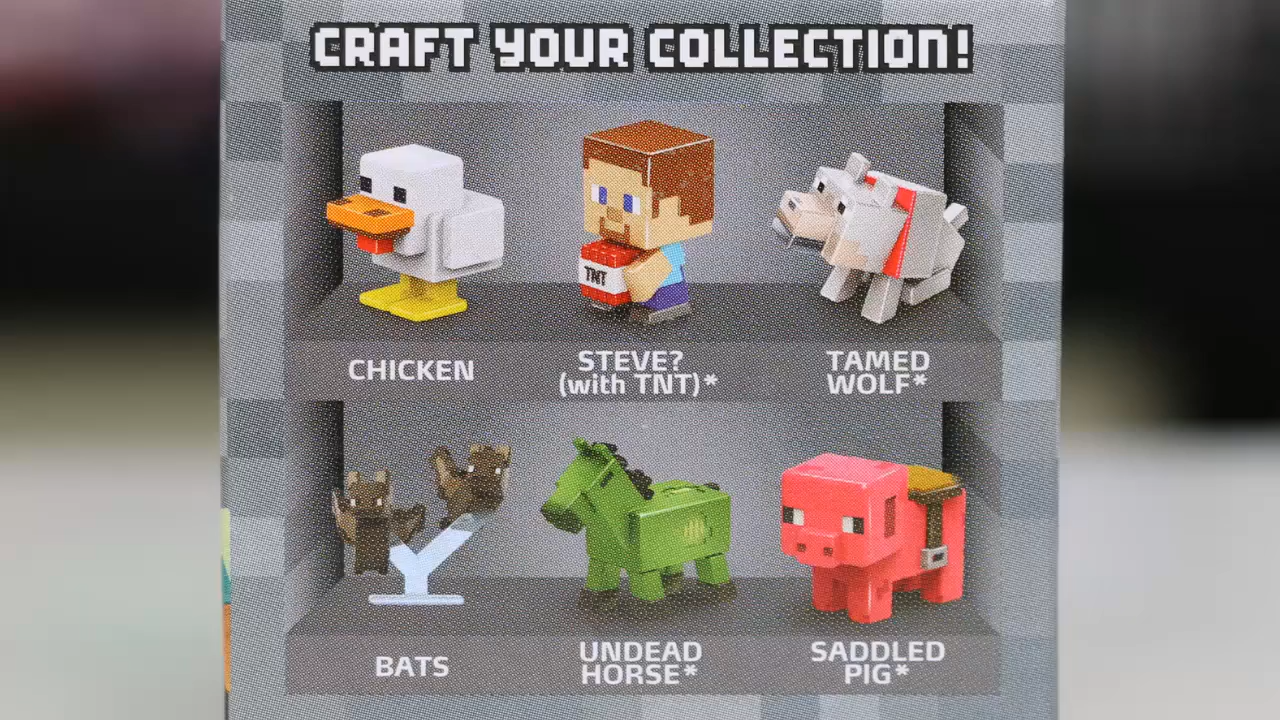 CRAFT YOUR COLLECTION!
TNT
CHICKEN
STEVE?
(with TNT)*
TAMED
WOLF*
BATS
UNDEAD
HORSE*
SADDLED
PIG*